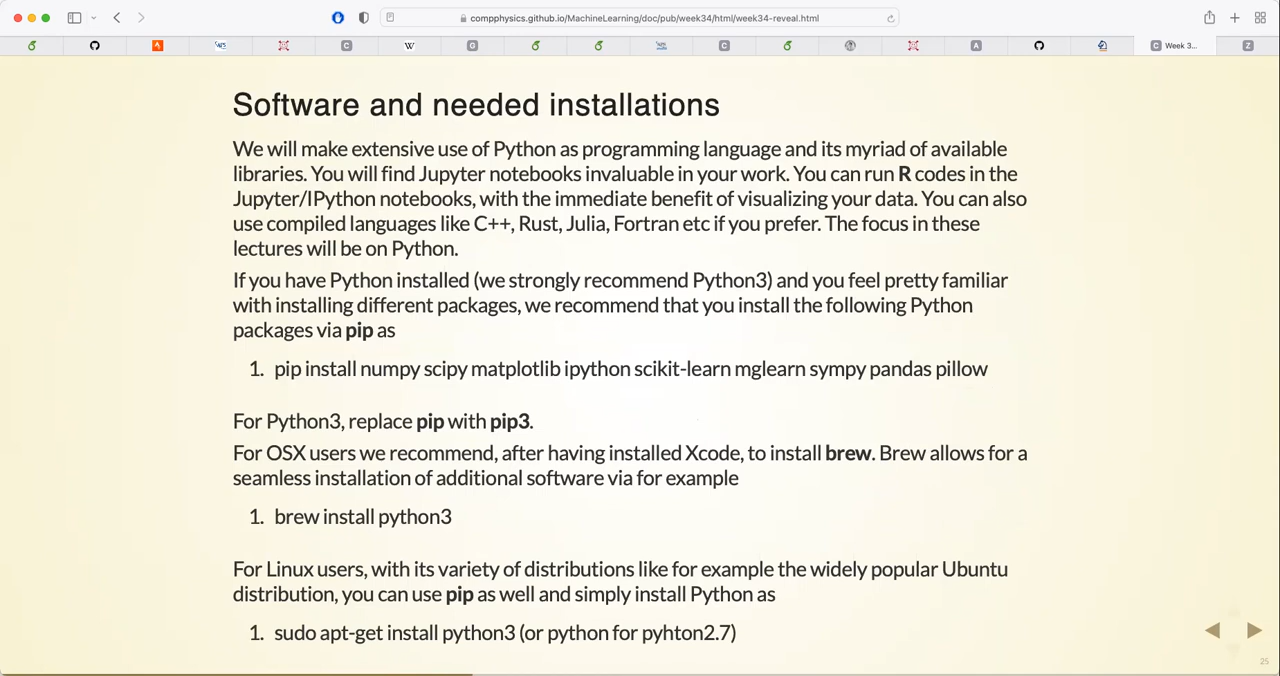 compphysics.github.io/MachineLearning/doc/pub/week34/html/week34-reveal.html
W
G
C
A
C Week 3...
Z
Software and needed installations
We will make extensive use of Python as programming language and its myriad of available
libraries. You will find Jupyter notebooks invaluable in your work. You can run R codes in the
Jupyter/IPython notebooks, with the immediate benefit of visualizing your data. You can also
use compiled languages like C++, Rust, Julia, Fortran etc if you prefer. The focus in these
lectures will be on Python.
If you have Python installed (we strongly recommend Python3) and you feel pretty familiar
with installing different packages, we recommend that you install the following Python
packages via pip as
1. pip install numpy scipy matplotlib ipython scikit-learn mglearn sympy pandas pillow
For Python3, replace pip with pip3.
For OSX users we recommend, after having installed Xcode, to install brew. Brew allows for a
seamless installation of additional software via for example
1. brew install python3
For Linux users, with its variety of distributions like for example the widely popular Ubuntu
distribution, you can use pip as well and simply install Python as
1. sudo apt-get install python3 (or python for pyhton2.7)
25